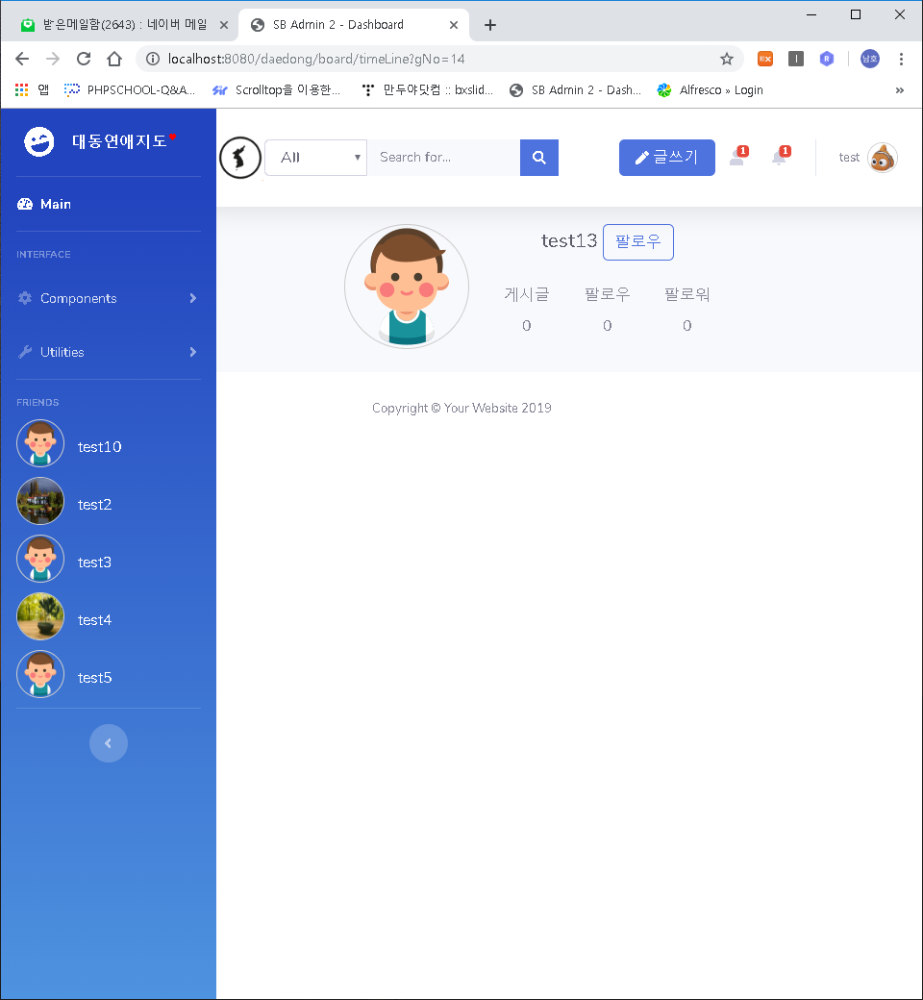 받은메일함(2643) : 네이버 메일
SB Admin 2 - Dashboard
localhost:8080/daedong/board/timeLine?gNo=14
남호
앱
PHPSCHOOL-Q&A...
Scrolltop을 이용한...
만두야닷컴 :: bxslid...
SB Admin 2 - Dash...
Alfresco » Login
»
대동연애지도
All
Search for...
글쓰기
1
1
test
Main
INTERFACE
Components
Utilities
FRIENDS
test10
test2
test3
test4
test5
test13 팔로우
게시글 팔로우 팔로워
0 0 0
Copyright © Your Website 2019